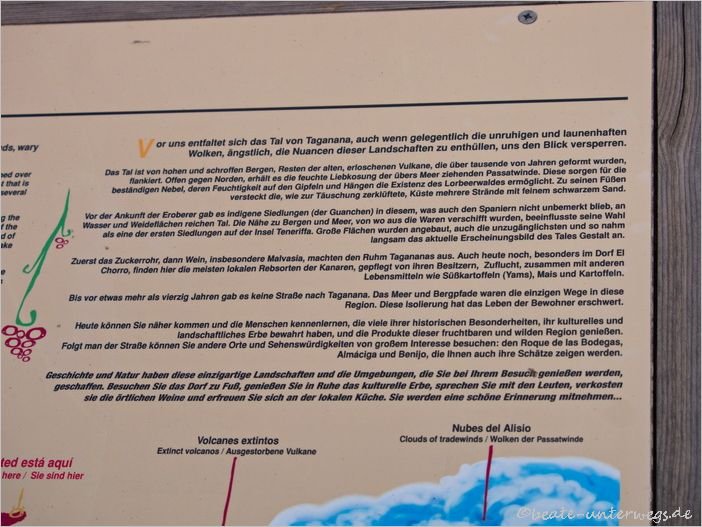 Vor uns entfaltet sich das Tal von Taganana, auch wenn gelegentlich die unruhigen und launenhaften
Wolken, ängstlich, die Nuancen dieser Landschaften zu enthüllen, uns den Blick versperren.
Das Tal ist von hohen und schroffen Bergen, Resten der alten, erloschenen Vulkane, die über tausende von Jahren geformt wurden,
flankiert. Offen gegen Norden, erhält es die feuchte Liebkosung der übers Meer ziehenden Passatwinde. Diese sorgen für die
beständigen Nebel, deren Feuchtigkeit auf den Gipfeln und Hängen die Existenz des Lorbeerwaldes ermöglicht. Zu seinen Füßen
versteckt die, wie zur Täuschung zerklüftete, Küste mehrere Strände mit feinem schwarzem Sand.
Vor der Ankunft der Eroberer gab es indigene Siedlungen (der Guanchen) in diesem, was auch den Spaniern nicht unbemerkt blieb, an
Wasser und Weideflächen reichen Tal. Die Nähe zu Bergen und Meer, von wo aus die Waren verschifft wurden, beeinflusste seine Wahl
als eine der ersten Siedlungen auf der Insel Teneriffa. Große Flächen wurden angebaut, auch die unzugänglichsten und so nahm
langsam das aktuelle Erscheinungsbild des Tales Gestalt an.
Zuerst das Zuckerrohr, dann Wein, insbesondere Malvasia, machten den Ruhm Tagananas aus. Auch heute noch, besonders im Dorf El
Chorro, finden hier die meisten lokalen Rebsorten der Kanaren, gepflegt von ihren Besitzern, Zuflucht, zusammen mit anderen
Lebensmitteln wie Süßkartoffeln (Yams), Mais und Kartoffeln.
Bis vor etwas mehr als vierzig Jahren gab es keine Straße nach Taganana. Das Meer und Bergpfade waren die einzigen Wege in diese
Region. Diese Isolierung hat das Leben der Bewohner erschwert.
Heute können Sie näher kommen und die Menschen kennenlernen, die viele ihrer historischen Besonderheiten, ihr kulturelles und
landschaftliches Erbe bewahrt haben, und die Produkte dieser fruchtbaren und wilden Region genießen.
Folgt man der Straße können Sie andere Orte und Sehenswürdigkeiten von großem Interesse besuchen: den Roque de las Bodegas,
Almáciga und Benijo, die Ihnen auch ihre Schätze zeigen werden.
Geschichte und Natur haben diese einzigartige Landschaften und die Umgebungen, die Sie bei Ihrem Besuch genießen werden,
geschaffen. Besuchen Sie das Dorf zu Fuß, genießen Sie in Ruhe das kulturelle Erbe, sprechen Sie mit den Leuten, verkosten
sie die örtlichen Weine und erfreuen Sie sich an der lokalen Küche. Sie werden eine schöne Erinnerung mitnehmen...
ds, wary
ed over
t that is
several
g the
f the
d of
ake
Volcanes extintos
Extinct volcanos / Ausgestorbene Vulkane
Nubes del Alisio
Clouds of tradewinds / Wolken der Passatwinde
ted está aquí
here / Sie sind hier
©beate-unterwegs.de